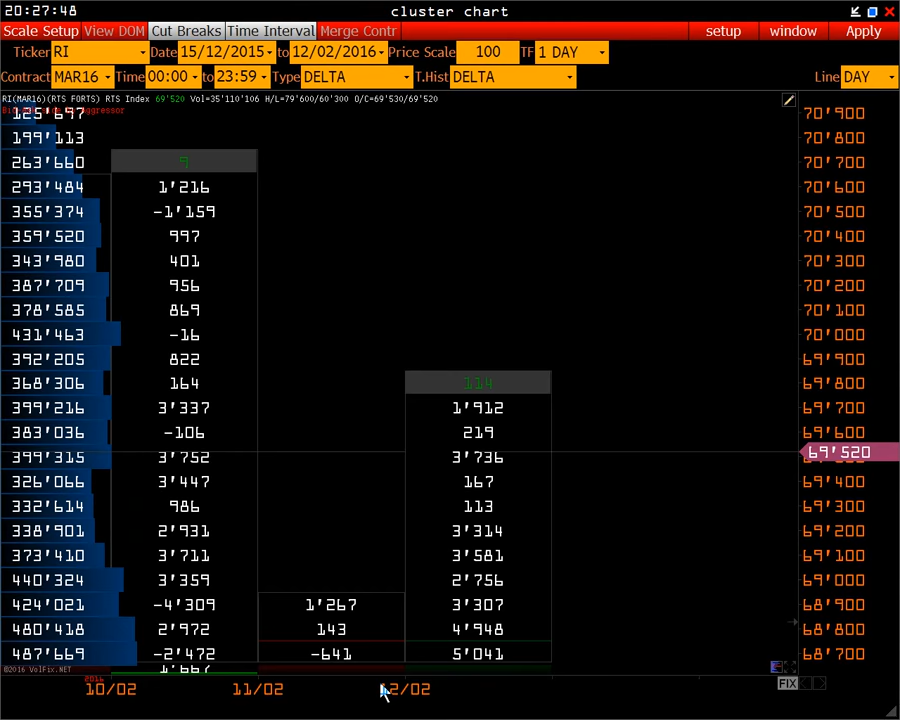 20:27:48 cluster chart
Scale Setup View DOM Cut Breaks Time Interval Merge Contr setup window Apply
Ticker RI Date 15/12/2015 to 12/02/2016 Price Scale 100 TF 1 DAY
Contract MAR16 Time 00:00 to 23:59 Type DELTA T.Hist DELTA Line DAY
RI(MAR16)(RTS FORTS) RTS Index 69'520 Vol=35'110'106 H/L=79'600/60'300 O/C=69'530/69'520
125'697 70'900
199'113 70'800
263'660 9 70'700
293'484 1'216 70'600
355'374 -1'159 70'500
359'520 997 70'400
343'980 401 70'300
387'709 956 70'200
378'585 869 70'100
431'463 -16 70'000
392'205 822 69'900
368'306 164 114 69'800
399'216 3'337 1'912 69'700
383'036 -106 219 69'600
399'315 3'752 3'736 69'520
326'066 3'447 167 69'400
332'614 986 113 69'300
338'901 2'931 3'314 69'200
373'410 3'711 3'581 69'100
440'324 3'359 2'756 69'000
424'021 -4'309 1'267 3'307 68'900
480'418 2'972 143 4'948 68'800
487'669 -2'472 -641 5'041 68'700
©2016 VolFix.NET 1'667
2016 FIX
10/02 11/02 12/02